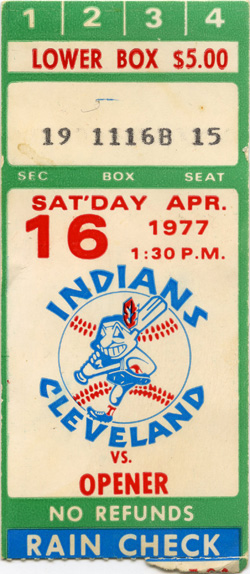 1 2 3 4
LOWER BOX $5.00
19 1116B 15
SEC BOX SEAT
SAT'DAY APR.
16 1977
1:30 P.M.
INDIANS
CLEVELAND
VS.
OPENER
NO REFUNDS
RAIN CHECK